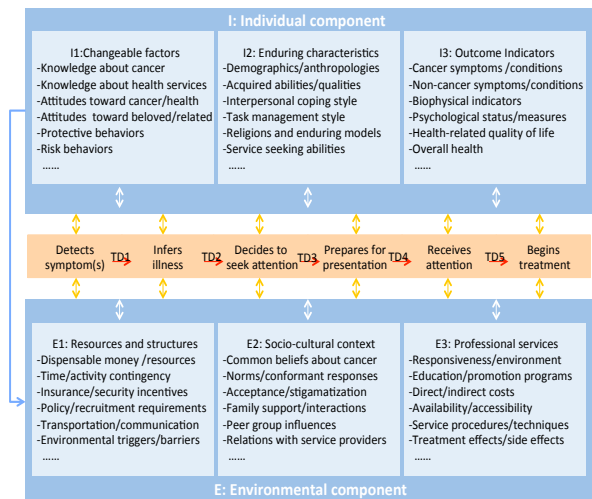 I: Individual component
I1:Changeable factors
-Knowledge about cancer
-Knowledge about health services
-Attitudes toward cancer/health
-Attitudes toward beloved/related
-Protective behaviors
-Risk behaviors
……
I2: Enduring characteristics
-Demographics/anthropologies
-Acquired abilities/qualities
-Interpersonal coping style
-Task management style
-Religions and enduring models
-Service seeking abilities
……
I3: Outcome Indicators
-Cancer symptoms /conditions
-Non-cancer symptoms/conditions
-Biophysical indicators
-Psychological status/measures
-Health-related quality of life
-Overall health
……
Detects
symptom(s)
TD1
Infers
illness
TD2
Decides to
seek attention
TD3
Prepares for
presentation
TD4
Receives
attention
TD5
Begins
treatment
E1: Resources and structures
-Dispensable money /resources
-Time/activity contingency
-Insurance/security incentives
-Policy/recruitment requirements
-Transportation/communication
-Environmental triggers/barriers
……
E2: Socio-cultural context
-Common beliefs about cancer
-Norms/conformant responses
-Acceptance/stigamatization
-Family support/interactions
-Peer group influences
-Relations with service providers
……
E3: Professional services
-Responsiveness/environment
-Education/promotion programs
-Direct/indirect costs
-Availability/accessibility
-Service procedures/techniques
-Treatment effects/side effects
……
E: Environmental component